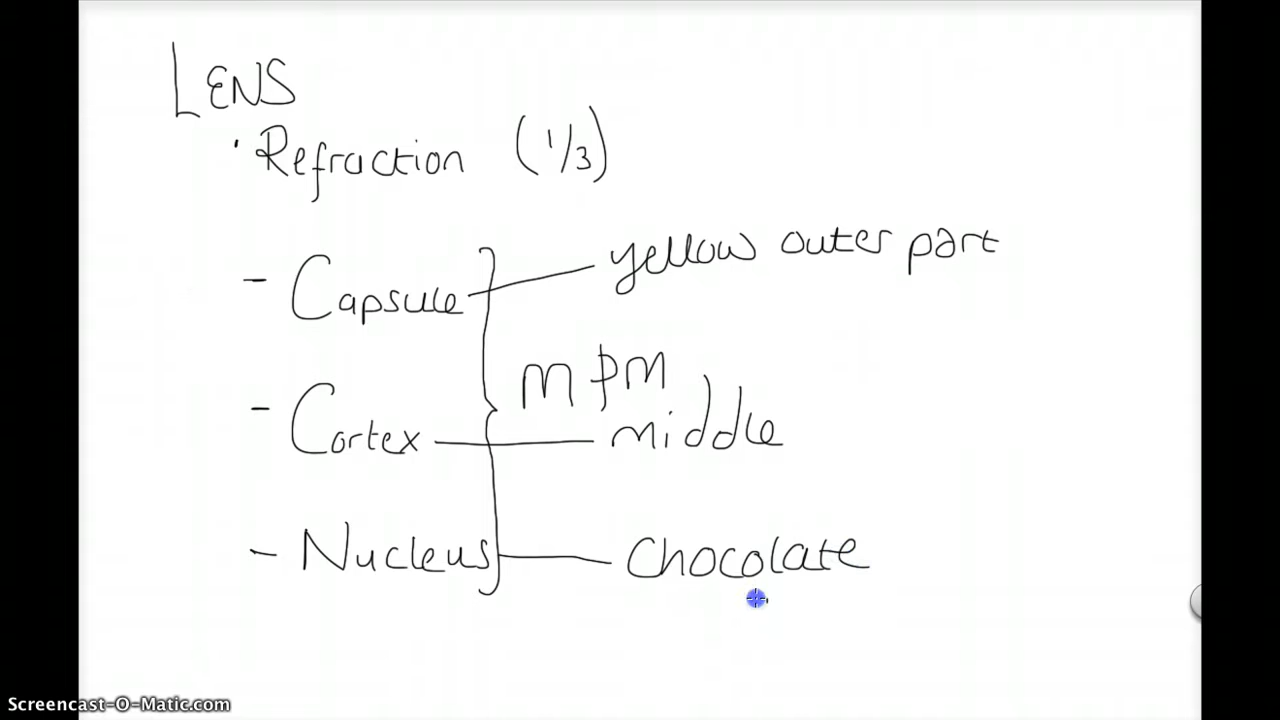 LENS
· Refraction (1/3)
- Capsule yellow outer part
MPM
- Cortex middle
- Nucleus Chocolate
Screencast-O-Matic.com